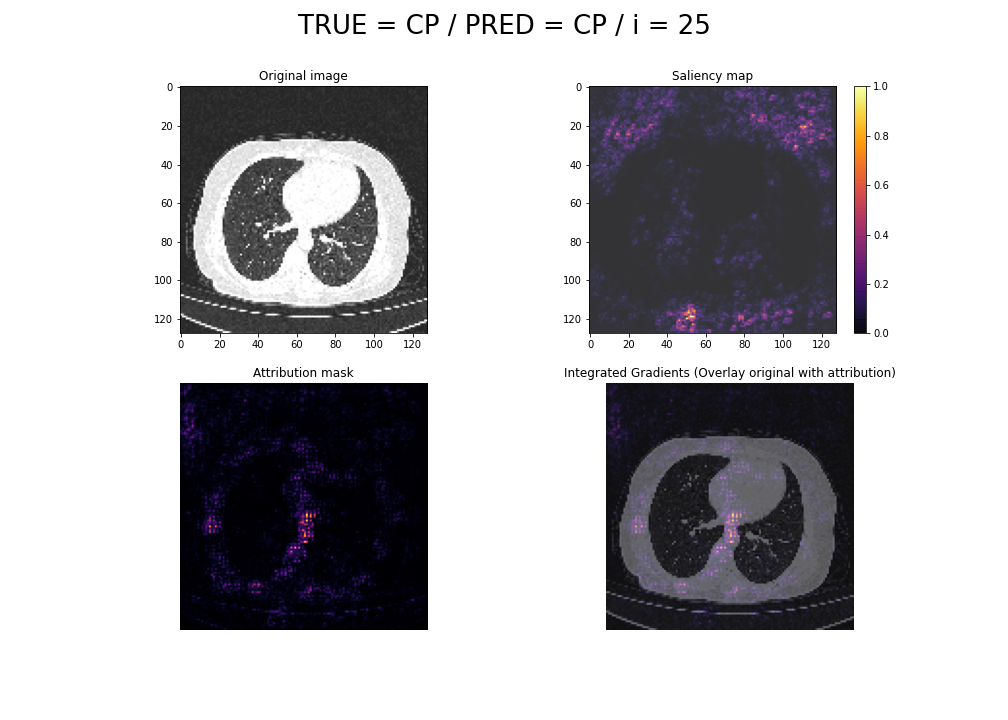 TRUE = CP / PRED = CP / i = 25
Original image
0
20
40
60
80
100
120
0 20 40 60 80 100 120
Saliency map
0
20
40
60
80
100
120
0 20 40 60 80 100 120
1.0
0.8
0.6
0.4
0.2
0.0
Attribution mask
Integrated Gradients (Overlay original with attribution)